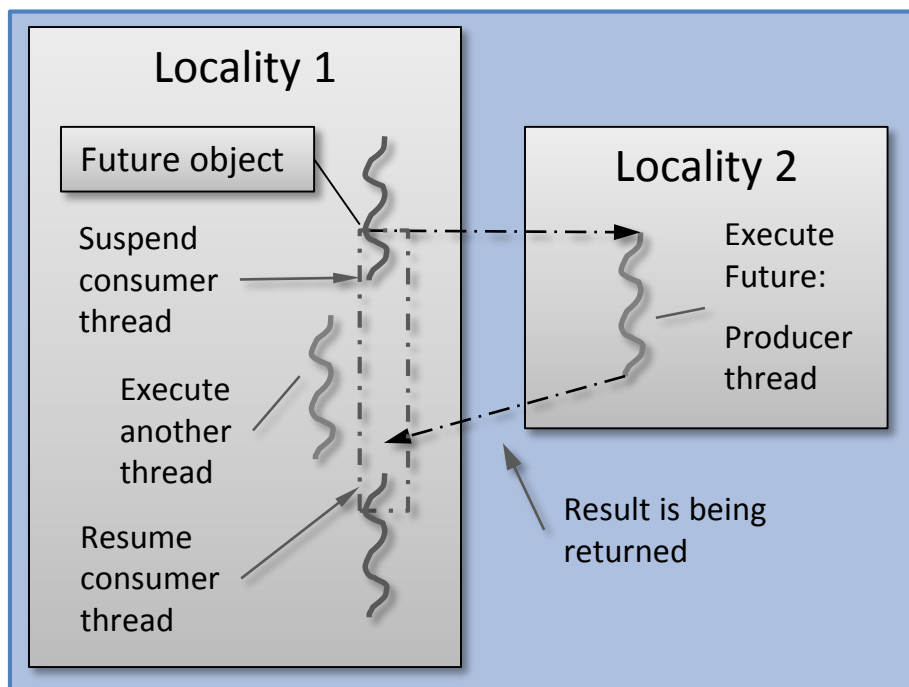 Locality 1
Future object
Suspend
consumer
thread
Execute
another
thread
Resume
consumer
thread
Locality 2
Execute
Future:
Producer
thread
Result is being
returned